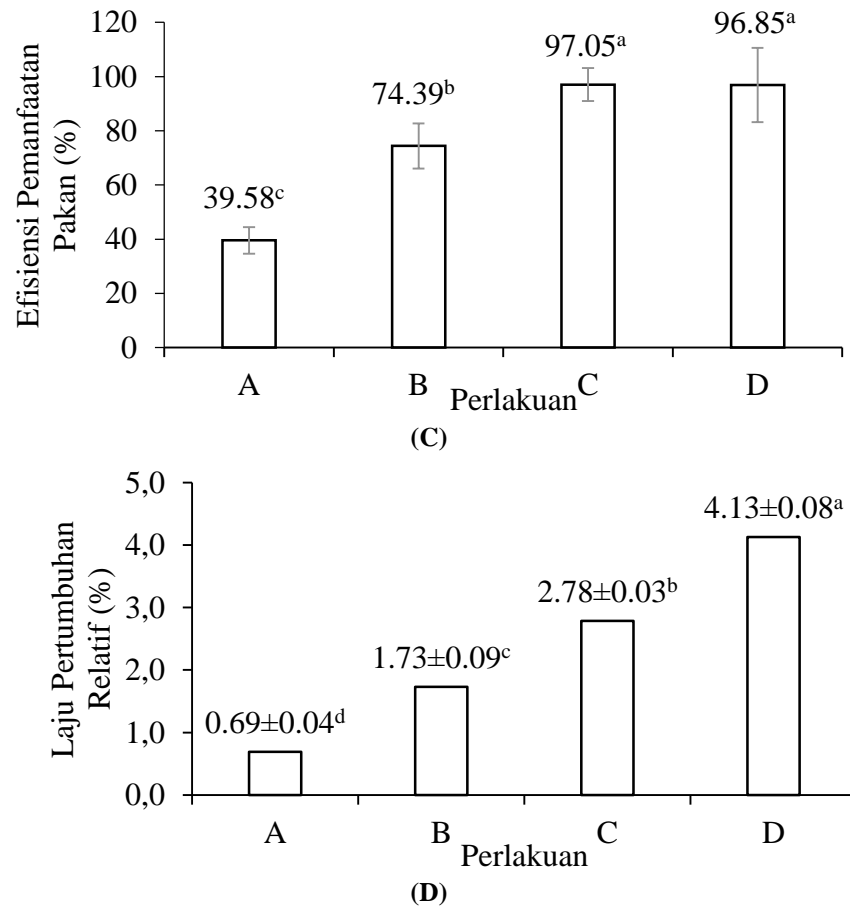 Efisiensi Pemanfaatan
Pakan (%)
120
100
80
60
40
20
0
39.58ᶜ
74.39ᵇ
97.05ᵃ
96.85ᵃ
A B C D
Perlakuan
(C)
Laju Pertumbuhan
Relatif (%)
5,0
4,0
3,0
2,0
1,0
0,0
0.69±0.04ᵈ
1.73±0.09ᶜ
2.78±0.03ᵇ
4.13±0.08ᵃ
A B C D
Perlakuan
(D)